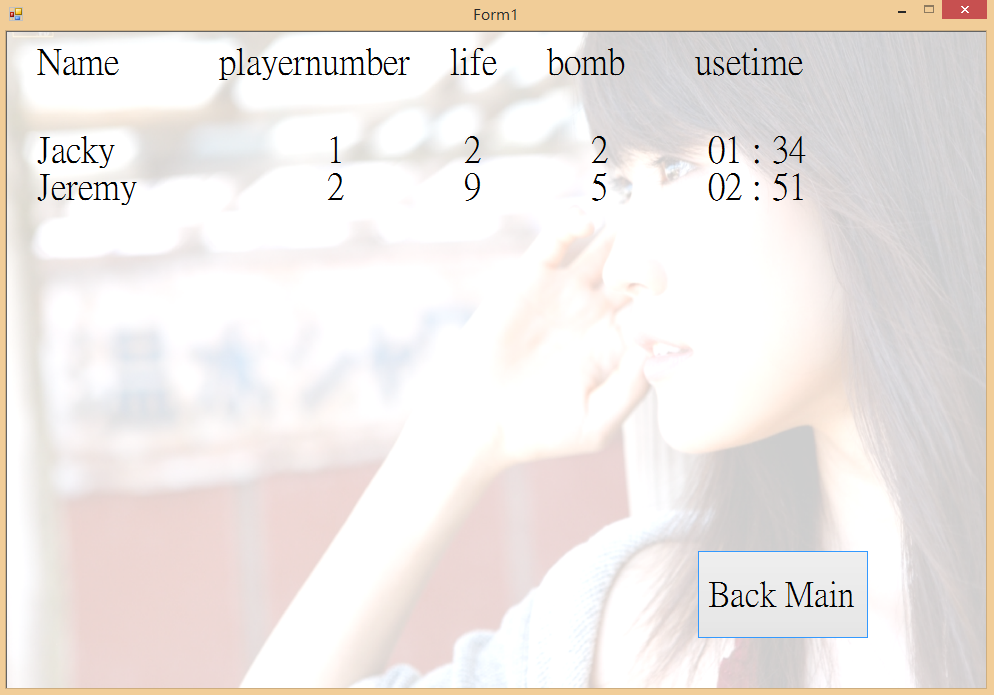 Form1
Name playernumber life bomb usetime
Jacky 1 2 2 01 : 34
Jeremy 2 9 5 02 : 51
Back Main